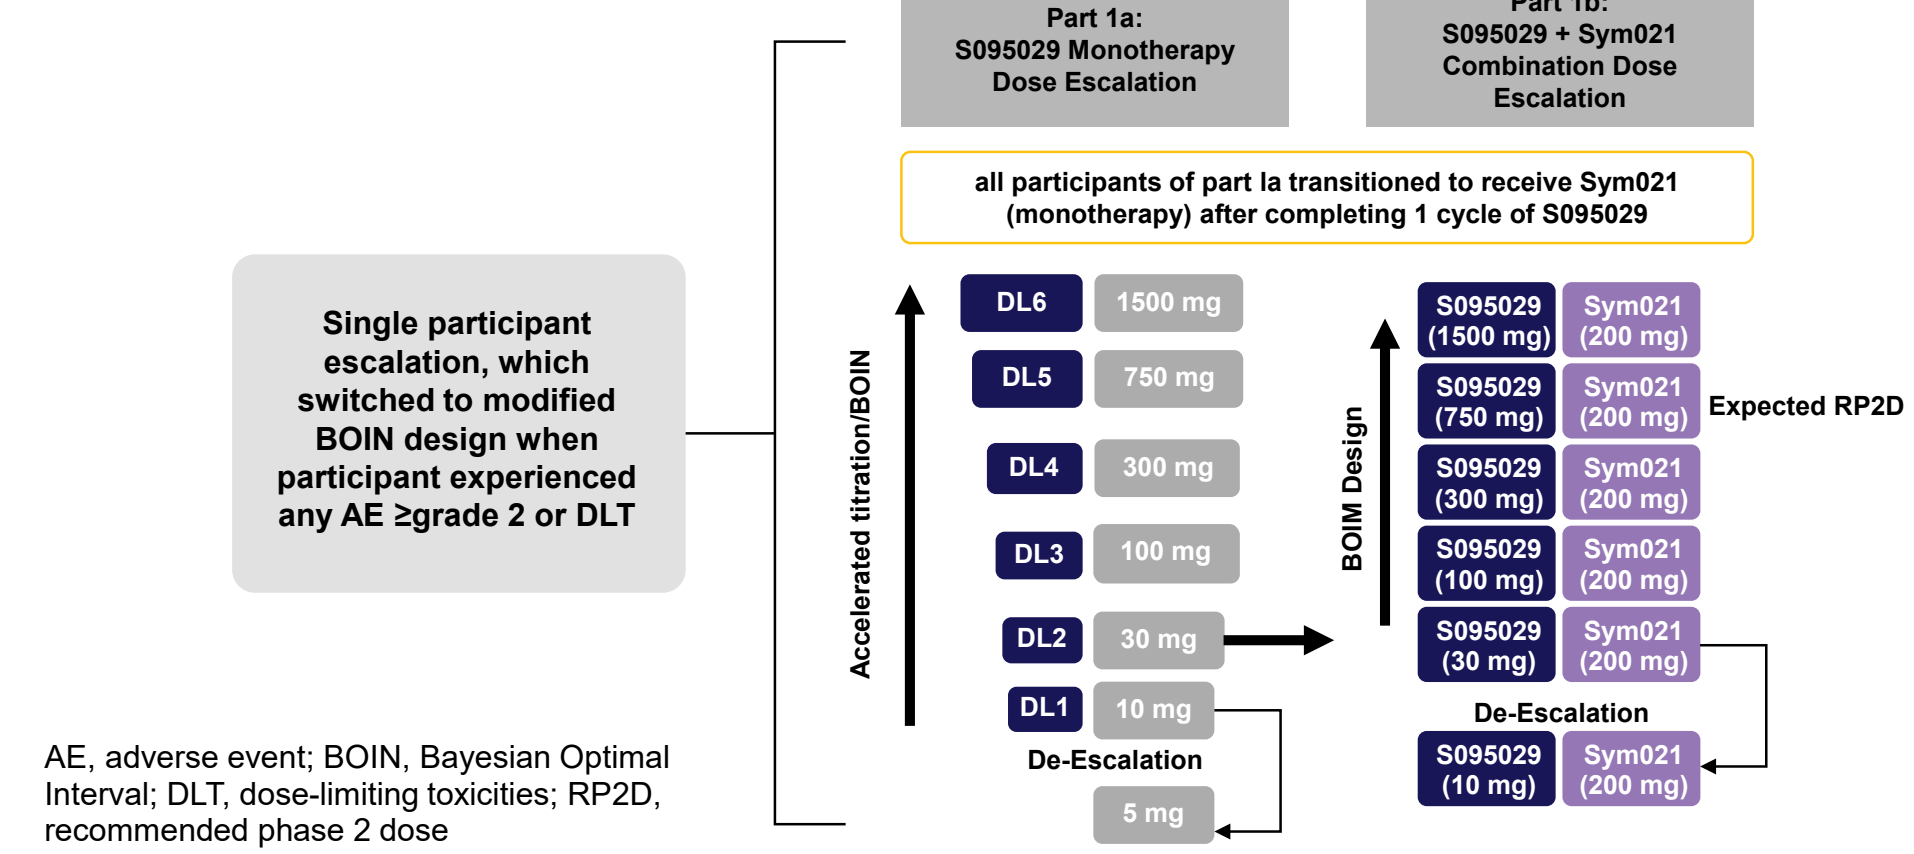 Part 1a:
S095029 Monotherapy
Dose Escalation
Part 1b:
S095029 + Sym021
Combination Dose
Escalation
all participants of part Ia transitioned to receive Sym021
(monotherapy) after completing 1 cycle of S095029
Single participant
escalation, which
switched to modified
BOIN design when
participant experienced
any AE ≥grade 2 or DLT
Accelerated titration/BOIN
DL6 1500 mg
DL5 750 mg
DL4 300 mg
DL3 100 mg
DL2 30 mg
DL1 10 mg
De-Escalation
5 mg
BOIM Design
S095029 Sym021
(1500 mg) (200 mg)
S095029 Sym021
(750 mg) (200 mg)
Expected RP2D
S095029 Sym021
(300 mg) (200 mg)
S095029 Sym021
(100 mg) (200 mg)
S095029 Sym021
(30 mg) (200 mg)
De-Escalation
S095029 Sym021
(10 mg) (200 mg)
AE, adverse event; BOIN, Bayesian Optimal
Interval; DLT, dose-limiting toxicities; RP2D,
recommended phase 2 dose